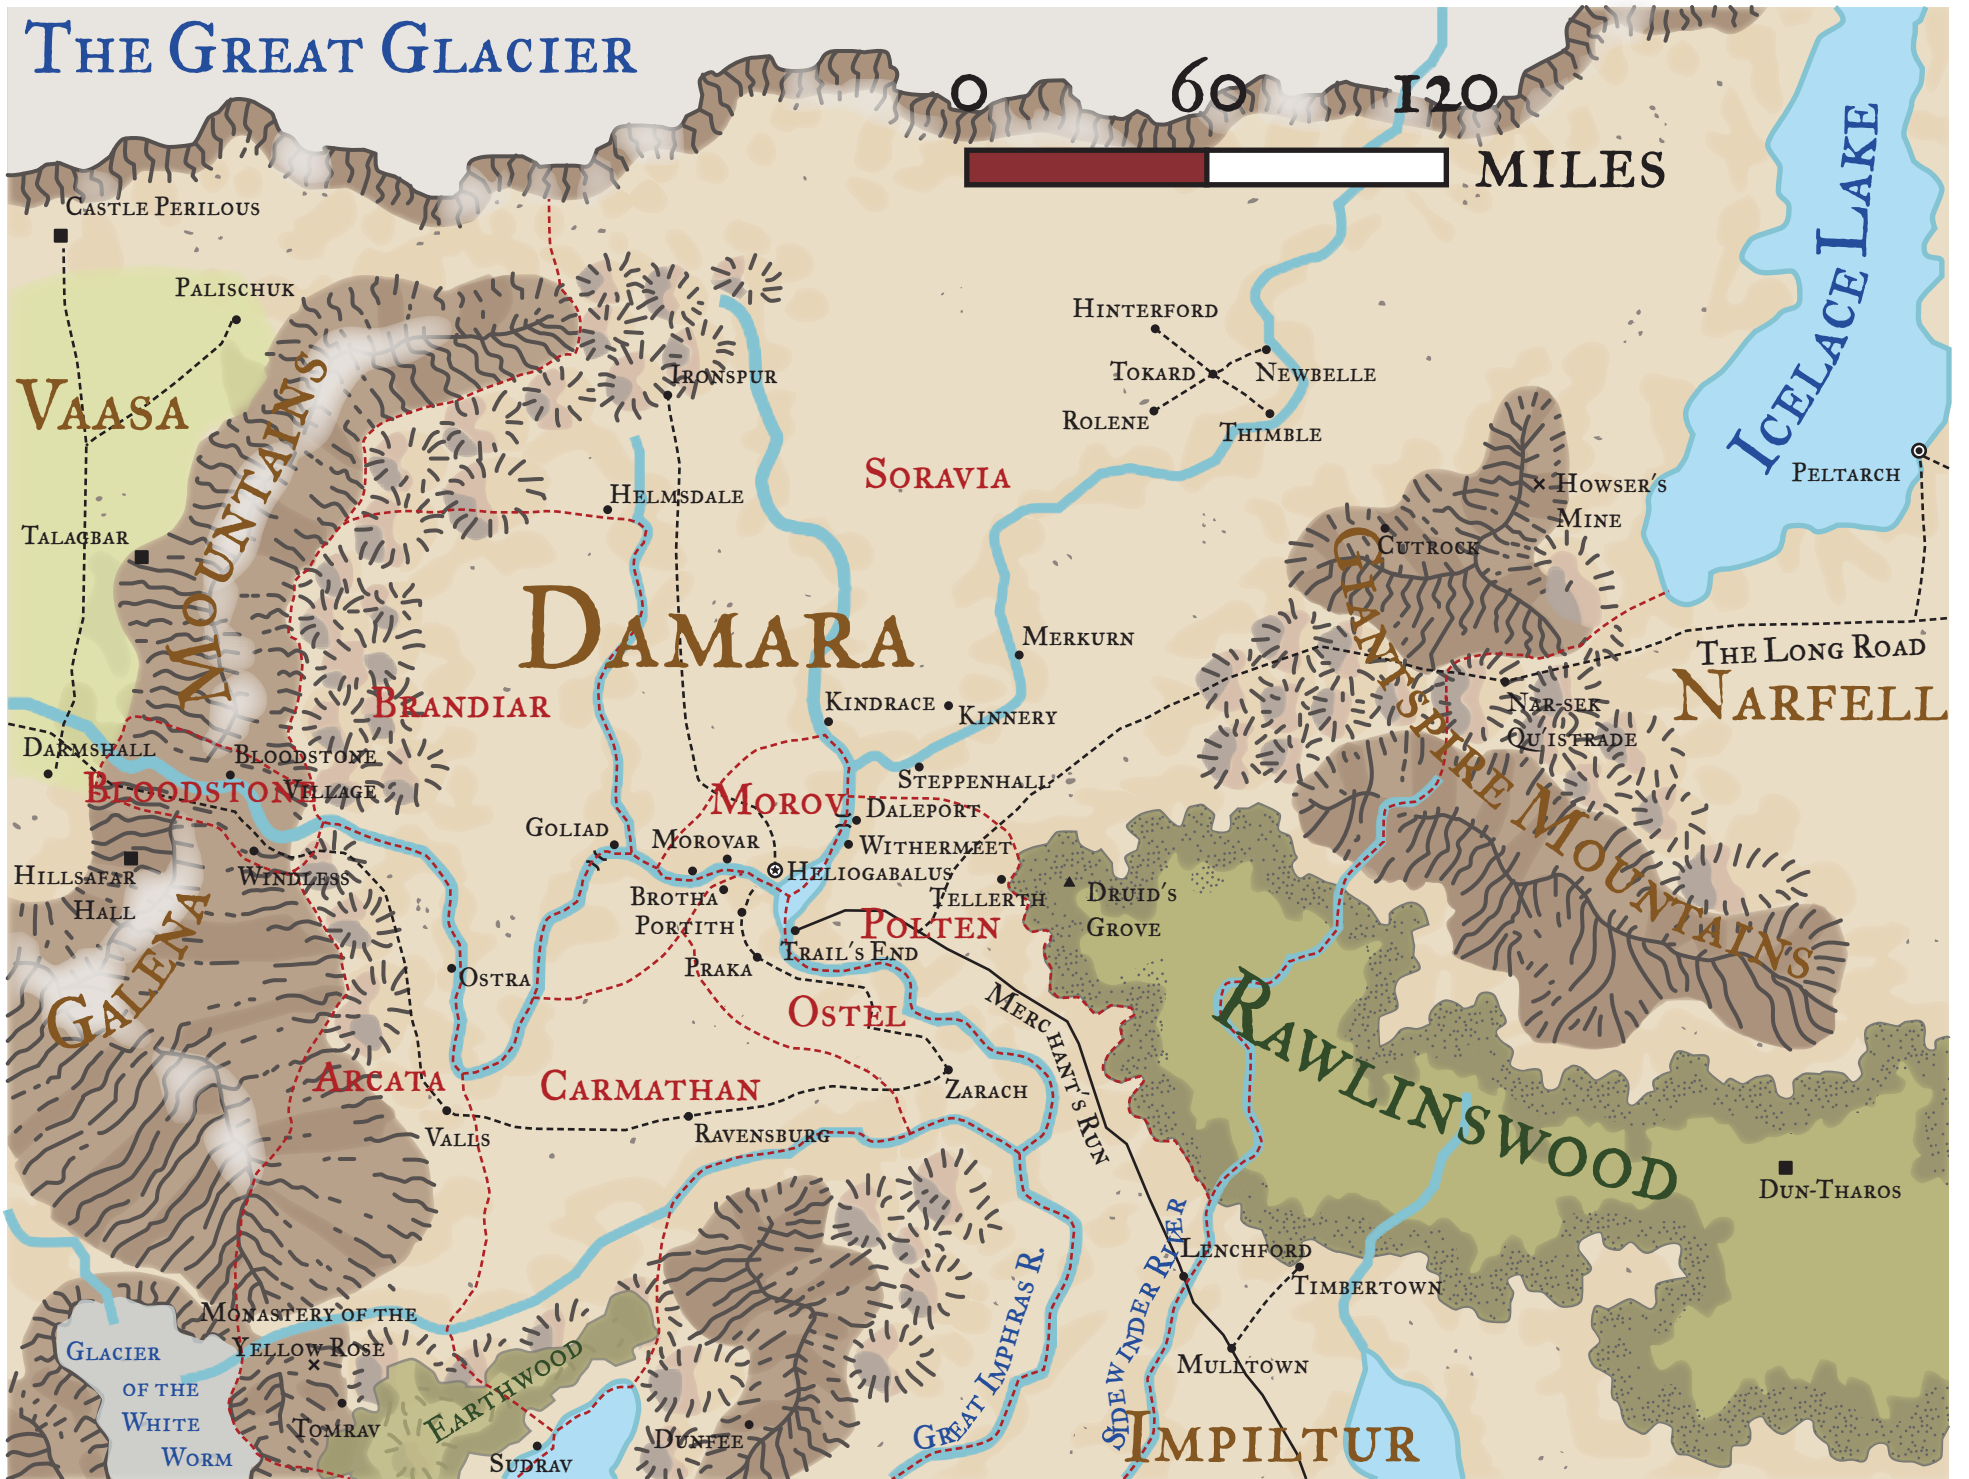 The Great Glacier
0 60 120
MILES
Icelace Lake
Castle Perilous
Palischuk
Hinterford
Ironspur
Tokard
Newbelle
Vaasa
Rolene
Thimble
Soravia
Peltarch
Helmsdale
Howser's
Mine
Talagbar
Cutrock
Galena Mountains
Damara
Merkurn
The Long Road
Giantspire Mountains
Brandiar
Kindrace
Kinnery
Nar-sek
Qu'istrade
Narfell
Darmshall
Bloodstone
Village
Bloodstone
Steppenhall
Morov
Daleport
Goliad
Morovar
Withermeet
Hillsafar
Hall
Windless
Heliogabalus
Brotha
Tellerth
Druid's
Grove
Portith
Polten
Trail's End
Praka
Ostra
Merchant's Run
Ostel
Rawlinswood
Arcata
Carmathan
Zarach
Valls
Ravensburg
Dun-Tharos
Lenchford
Timbertown
Great Imphras R.
Sidewinder River
Monastery of the
Yellow Rose
Glacier
of the
White
Worm
Mulltown
Earthwood
Tomrav
Dunfee
Sudrav
Impiltur